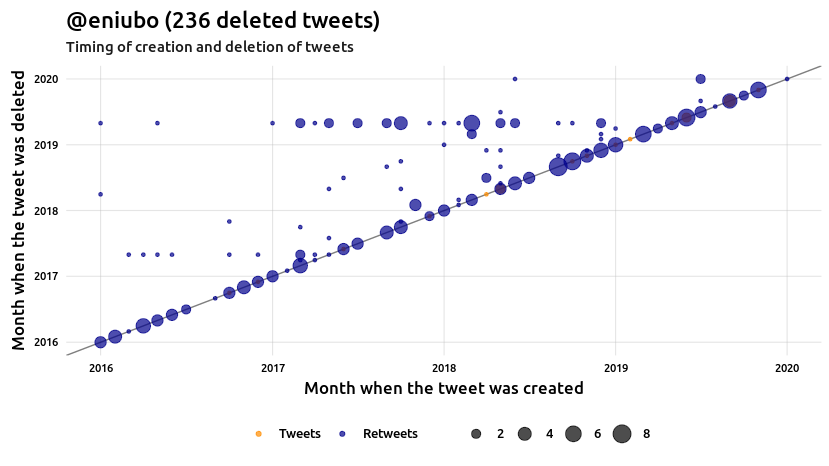 @eniubo (236 deleted tweets)
Timing of creation and deletion of tweets
Month when the tweet was deleted
2020
2019
2018
2017
2016
2016 2017 2018 2019 2020
Month when the tweet was created
Tweets Retweets 2 4 6 8